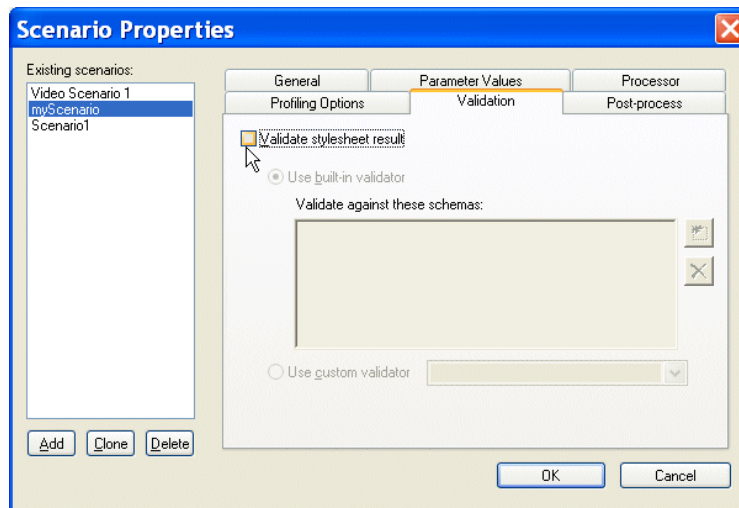 Scenario Properties
Existing scenarios:
Video Scenario 1
myScenario
Scenario1
Add
Clone
Delete
General
Parameter Values
Processor
Profiling Options
Validation
Post-process
Validate stylesheet result
Use built-in validator
Validate against these schemas:
Use custom validator
OK
Cancel